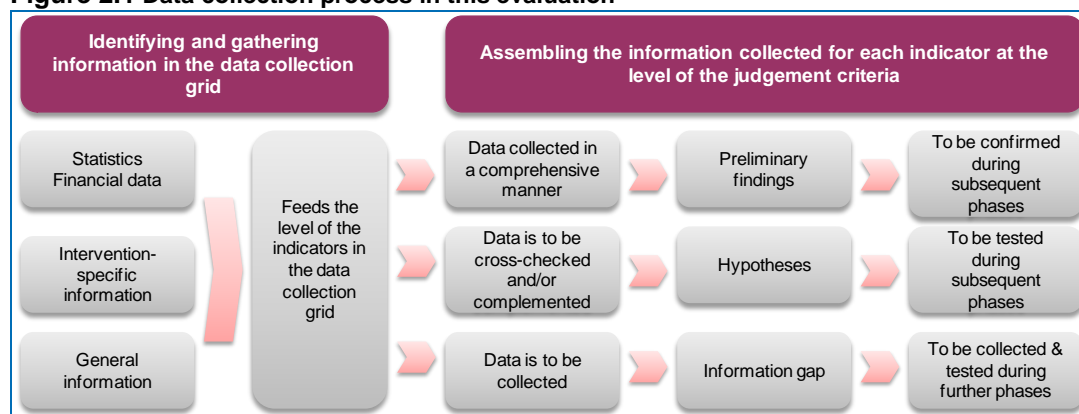 Figure Data collection process in this evaluation
Identifying and gathering
information in the data collection
grid
Assembling the information collected for each indicator at the
level of the judgement criteria
Statistics
Financial data
Intervention-
specific
information
General
information
Feeds the
level of the
indicators in
the data
collection
grid
Data collected in
a comprehensive
manner
Preliminary
findings
To be confirmed
during
subsequent
phases
Data is to be
cross-checked
and/or
complemented
Hypotheses
To be tested
during
subsequent
phases
Data is to be
collected
Information gap
To be collected &
tested during
further phases